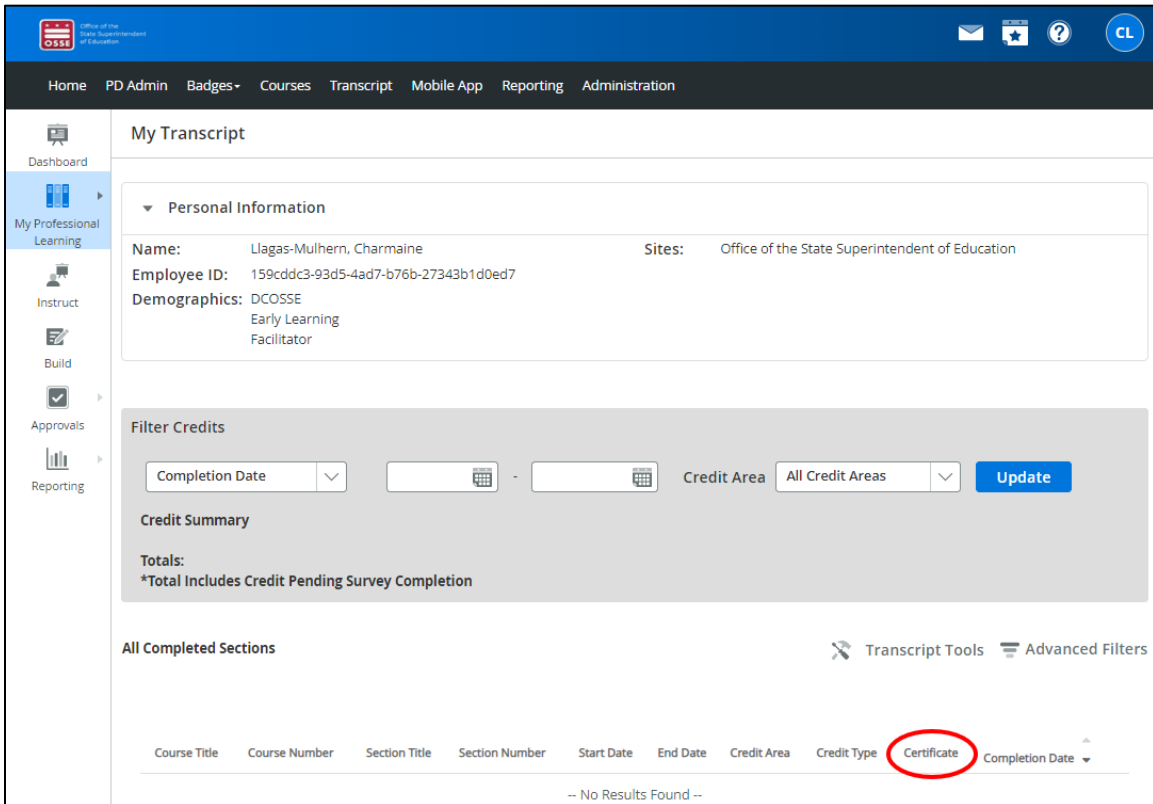 OSSE
Office of the
State Superintendent
of Education
CL
Home PD Admin Badges Courses Transcript Mobile App Reporting Administration
Dashboard
My Professional
Learning
Instruct
Build
Approvals
Reporting
My Transcript
Personal Information
Name: Llagas-Mulhern, Charmaine Sites: Office of the State Superintendent of Education
Employee ID: 159cddc3-93d5-4ad7-b76b-27343b1d0ed7
Demographics: DCOSSE
Early Learning
Facilitator
Filter Credits
Completion Date - Credit Area All Credit Areas Update
Credit Summary
Totals:
*Total Includes Credit Pending Survey Completion
All Completed Sections Transcript Tools Advanced Filters
Course Title Course Number Section Title Section Number Start Date End Date Credit Area Credit Type Certificate Completion Date
-- No Results Found --